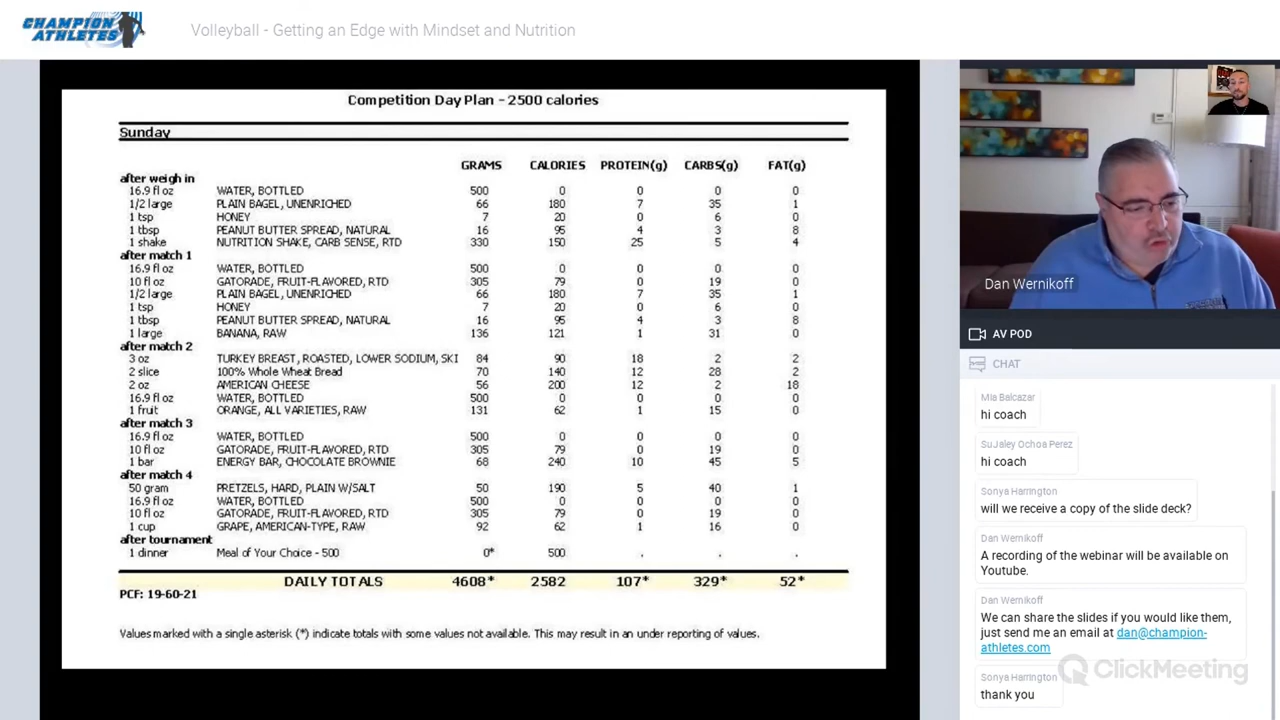 CHAMPION
ATHLETES
Volleyball - Getting an Edge with Mindset and Nutrition
Competition Day Plan - 2500 calories
Sunday
GRAMS CALORIES PROTEIN(g) CARBS(g) FAT(g)
after weigh in
16.9 fl oz WATER, BOTTLED 500 0 0 0 0
1/2 large PLAIN BAGEL, UNENRICHED 66 180 7 35 1
1 tsp HONEY 7 20 0 6 0
1 tbsp PEANUT BUTTER SPREAD, NATURAL 16 95 4 3 8
1 shake NUTRITION SHAKE, CARB SENSE, RTD 330 150 25 5 4
after match 1
16.9 fl oz WATER, BOTTLED 500 0 0 0 0
10 fl oz GATORADE, FRUIT-FLAVORED, RTD 305 79 0 19 0
1/2 large PLAIN BAGEL, UNENRICHED 66 180 7 35 1
1 tsp HONEY 7 20 0 6 0
1 tbsp PEANUT BUTTER SPREAD, NATURAL 16 95 4 3 8
1 large BANANA, RAW 136 121 1 31 0
after match 2
3 oz TURKEY BREAST, ROASTED, LOWER SODIUM, SKI 84 90 18 2 2
2 slice 100% Whole Wheat Bread 70 140 12 28 2
2 oz AMERICAN CHEESE 56 200 12 2 18
16.9 fl oz WATER, BOTTLED 500 0 0 0 0
1 fruit ORANGE, ALL VARIETIES, RAW 131 62 1 15 0
after match 3
16.9 fl oz WATER, BOTTLED 500 0 0 0 0
10 fl oz GATORADE, FRUIT-FLAVORED, RTD 305 79 0 19 0
1 bar ENERGY BAR, CHOCOLATE BROWNIE 68 240 10 45 5
after match 4
50 gram PRETZELS, HARD, PLAIN W/SALT 50 190 5 40 1
16.9 fl oz WATER, BOTTLED 500 0 0 0 0
10 fl oz GATORADE, FRUIT-FLAVORED, RTD 305 79 0 19 0
1 cup GRAPE, AMERICAN-TYPE, RAW 92 62 1 16 0
after tournament
1 dinner Meal of Your Choice - 500 0* 500 . . .
DAILY TOTALS 4608* 2582 107* 329* 52*
PCF: 19-60-21
Values marked with a single asterisk (*) indicate totals with some values not available. This may result in an under reporting of values.
Dan Wernikoff
AV POD
CHAT
Mia Balcazar
hi coach
SuJaley Ochoa Perez
hi coach
Sonya Harrington
will we receive a copy of the slide deck?
Dan Wernikoff
A recording of the webinar will be available on
Youtube.
Dan Wernikoff
We can share the slides if you would like them,
just send me an email at dan@champion-
athletes.com
ClickMeeting
Sonya Harrington
thank you